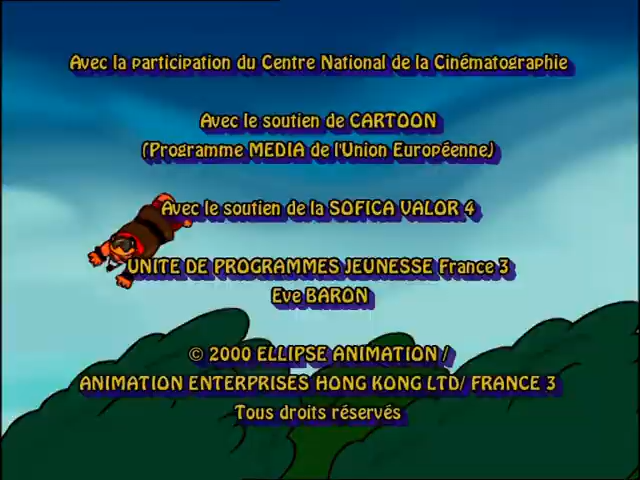 Avec la participation du Centre National de la Cinématographie
Avec le soutien de CARTOON
(Programme MEDIA de l'Union Européenne)
Avec le soutien de la SOFICA VALOR 4
UNITE DE PROGRAMMES JEUNESSE France 3
Eve BARON
© 2000 ELLIPSE ANIMATION /
ANIMATION ENTERPRISES HONG KONG LTD/ FRANCE 3
Tous droits réservés